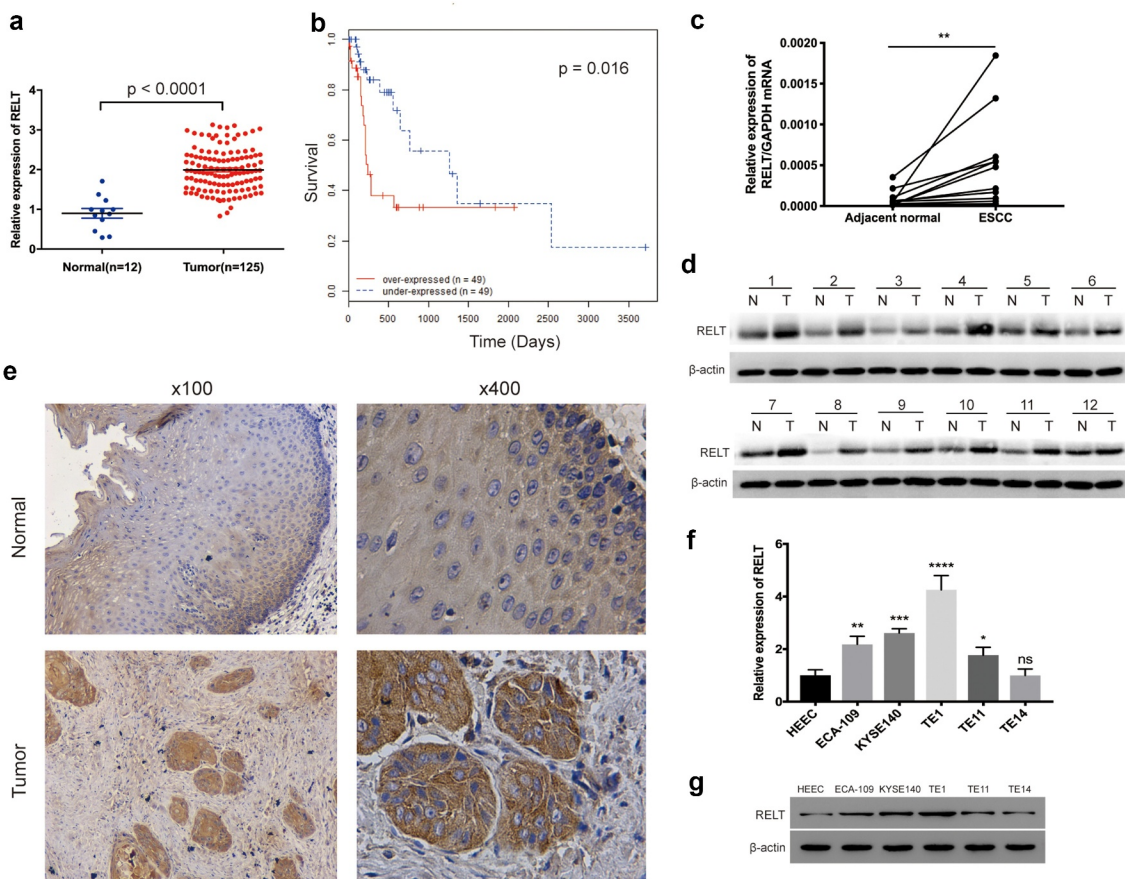 a
p < 0.0001
Relative expression of RELT
4
3
2
1
0
Normal(n=12) Tumor(n=125)
b
p = 0.016
Survival
1.0
0.8
0.6
0.4
0.2
0.0
over-expressed (n = 49)
under-expressed (n = 49)
0 500 1000 1500 2000 2500 3000 3500
Time (Days)
c
**
Relative expression of
RELT/GAPDH mRNA
0.0020
0.0015
0.0010
0.0005
0.0000
Adjacent normal ESCC
d
1 2 3 4 5 6
N T N T N T N T N T N T
RELT
β-actin
7 8 9 10 11 12
N T N T N T N T N T N T
RELT
β-actin
e
x100 x400
Normal
Tumor
f
Relative expression of RELT
6
4
2
0
** *** **** * ns
HEEC ECA-109 KYSE140 TE1 TE11 TE14
g
HEEC ECA-109 KYSE140 TE1 TE11 TE14
RELT
β-actin